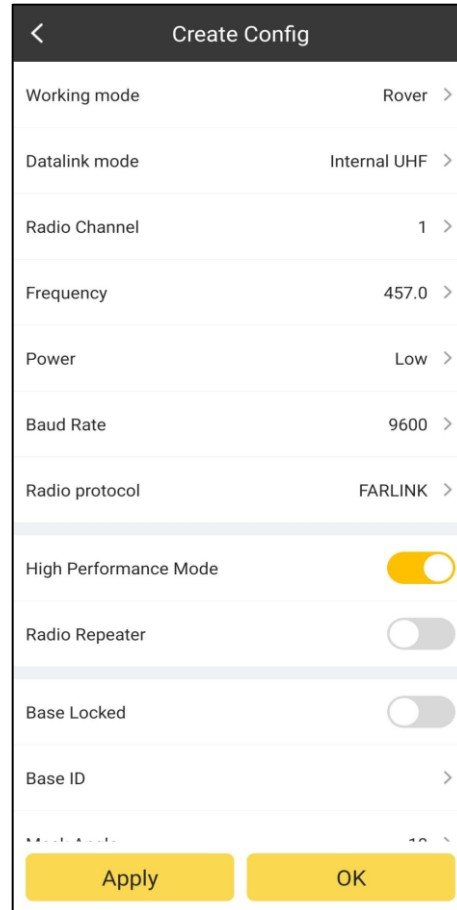 Create Config
Working mode Rover
Datalink mode Internal UHF
Radio Channel 1
Frequency 457.0
Power Low
Baud Rate 9600
Radio protocol FARLINK
High Performance Mode
Radio Repeater
Base Locked
Base ID
Apply OK